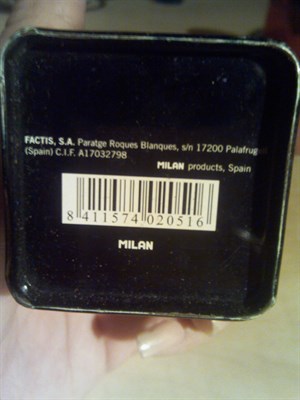 FACTIS, S.A. Paratge Roques Blanques, s/n 17200 Palafrug
(Spain) C.I.F. A17032798
MILAN products, Spain
8 411574 020516
MILAN